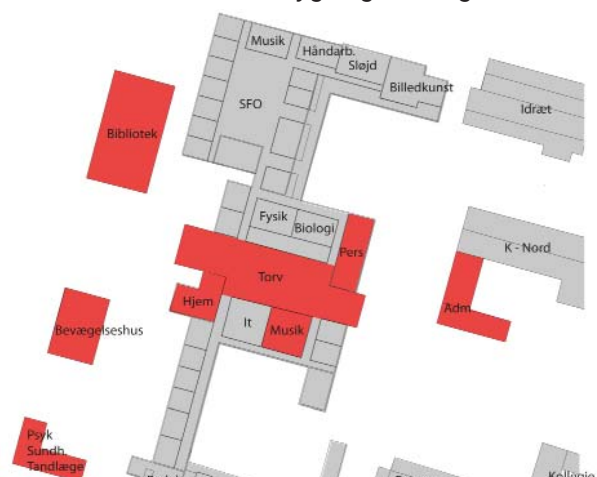 Musik
Håndarb.
Sløjd
Billedkunst
SFO
Idræt
Bibliotek
Fysik
Biologi
Pers
K - Nord
Torv
Hjem
Adm
It
Musik
Bevægelseshus
Psyk
Sundh.
Tandlæge